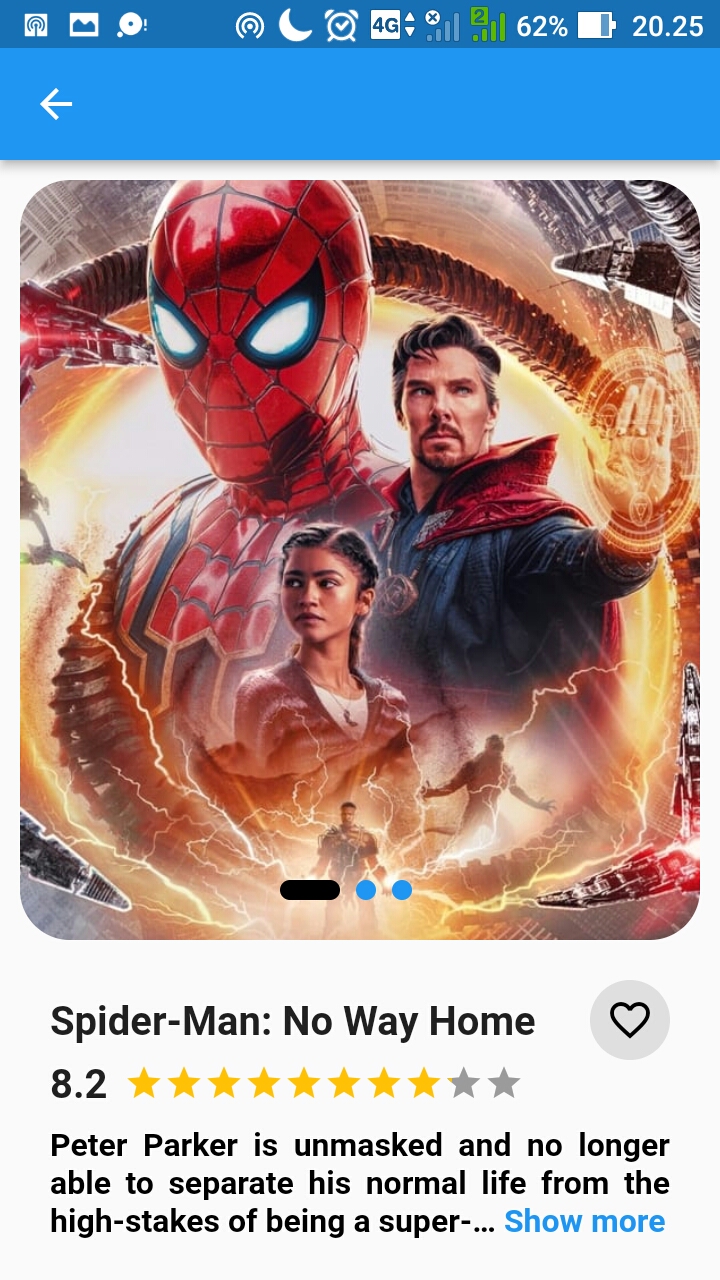 4G 2 62% 20.25
Spider-Man: No Way Home
8.2
Peter Parker is unmasked and no longer
able to separate his normal life from the
high-stakes of being a super-... Show more